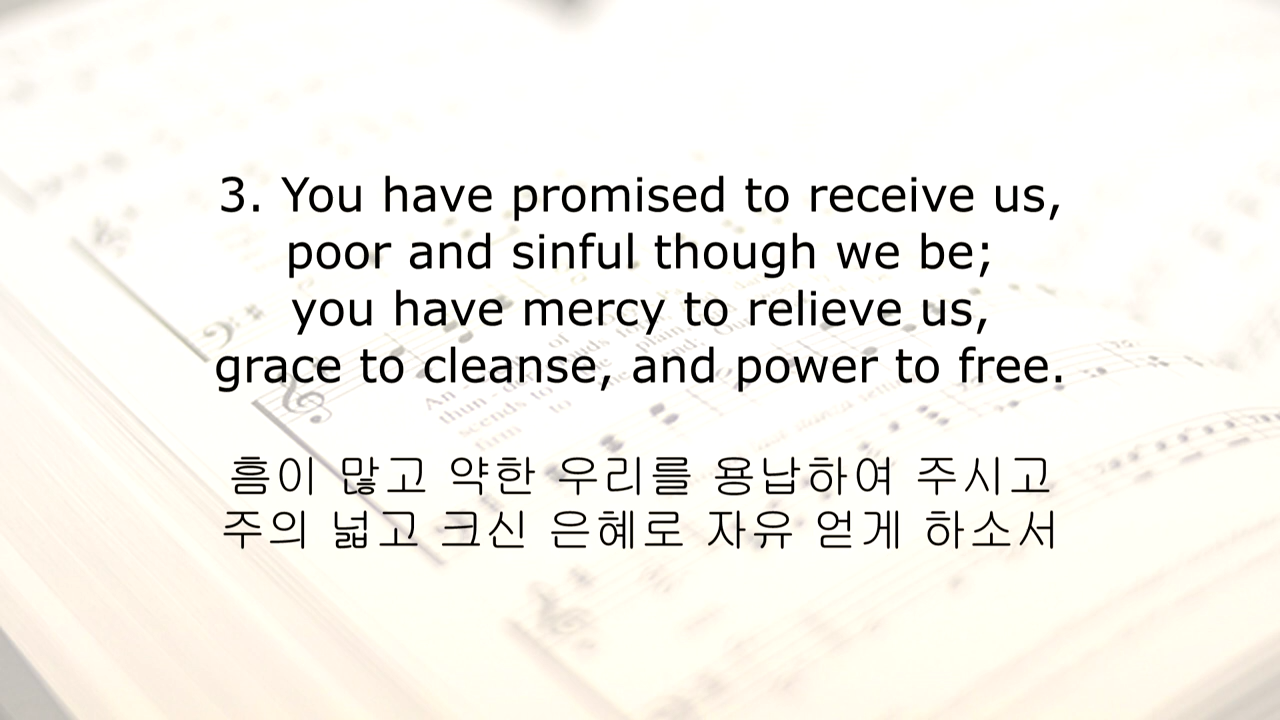 3. You have promised to receive us,
poor and sinful though we be;
you have mercy to relieve us,
grace to cleanse, and power to free.
흠이 많고 약한 우리를 용납하여 주시고
주의 넓고 크신 은혜로 자유 얻게 하소서